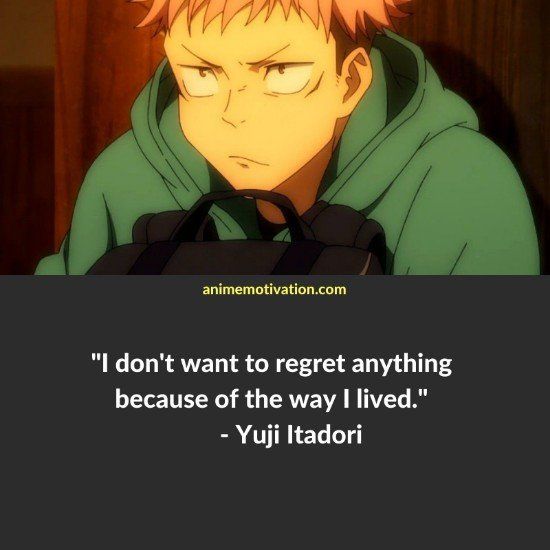 animemotivation.com
"I don't want to regret anything
because of the way I lived."
- Yuji Itadori